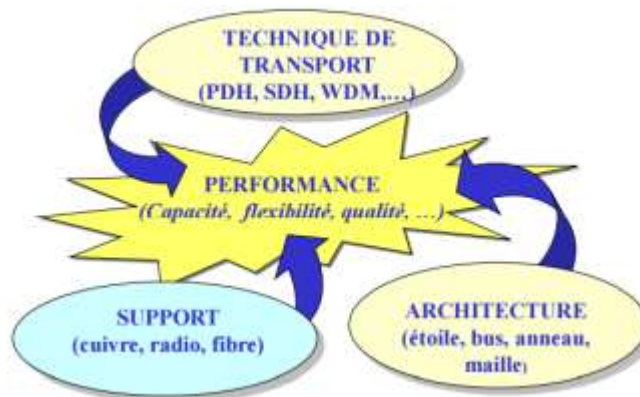 TECHNIQUE DE
TRANSPORT
(PDH, SDH, WDM,…)
PERFORMANCE
(Capacité, flexibilité, qualité, …)
SUPPORT
(cuivre, radio, fibre)
ARCHITECTURE
(étoile, bus, anneau,
maille)